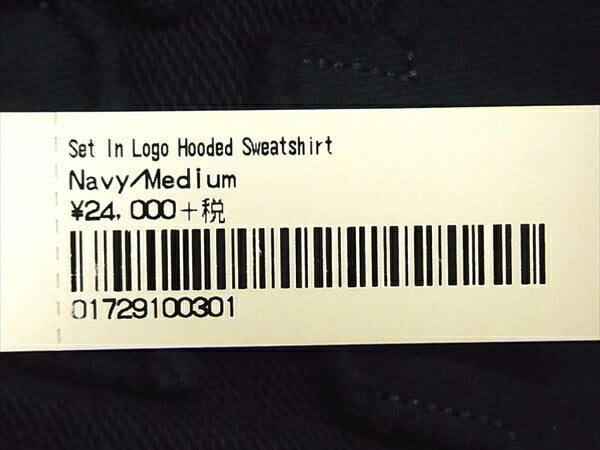 Set In Logo Hooded Sweatshirt
Navy/Medium
¥24,000+税
01729100301